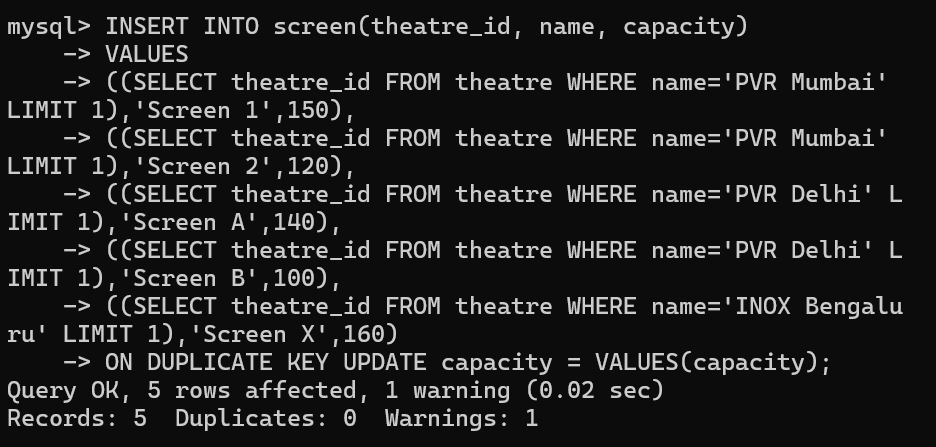 mysql> INSERT INTO screen(theatre_id, name, capacity)
    -> VALUES
    -> ((SELECT theatre_id FROM theatre WHERE name='PVR Mumbai'
LIMIT 1),'Screen 1',150),
    -> ((SELECT theatre_id FROM theatre WHERE name='PVR Mumbai'
LIMIT 1),'Screen 2',120),
    -> ((SELECT theatre_id FROM theatre WHERE name='PVR Delhi' L
IMIT 1),'Screen A',140),
    -> ((SELECT theatre_id FROM theatre WHERE name='PVR Delhi' L
IMIT 1),'Screen B',100),
    -> ((SELECT theatre_id FROM theatre WHERE name='INOX Bengalu
ru' LIMIT 1),'Screen X',160)
    -> ON DUPLICATE KEY UPDATE capacity = VALUES(capacity);
Query OK, 5 rows affected, 1 warning (0.02 sec)
Records: 5  Duplicates: 0  Warnings: 1